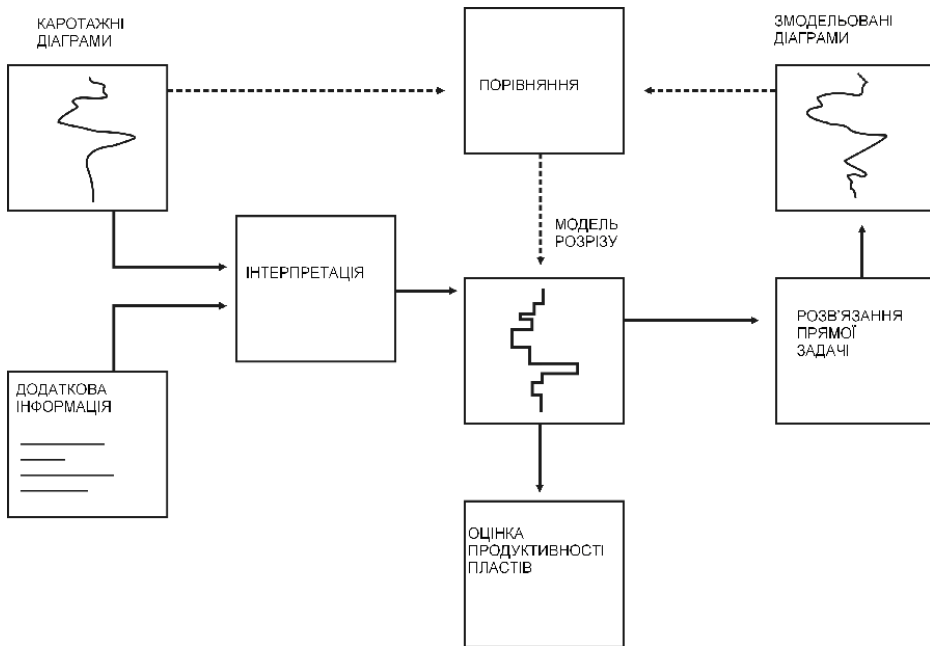 КАРОТАЖНІ
ДІАГРАМИ
ЗМОДЕЛЬОВАНІ
ДІАГРАМИ
ПОРІВНЯННЯ
МОДЕЛЬ
РОЗРІЗУ
ІНТЕРПРЕТАЦІЯ
РОЗВ'ЯЗАННЯ
ПРЯМОЇ
ЗАДАЧІ
ДОДАТКОВА
ІНФОРМАЦІЯ
ОЦІНКА
ПРОДУКТИВНОСТІ
ПЛАСТІВ